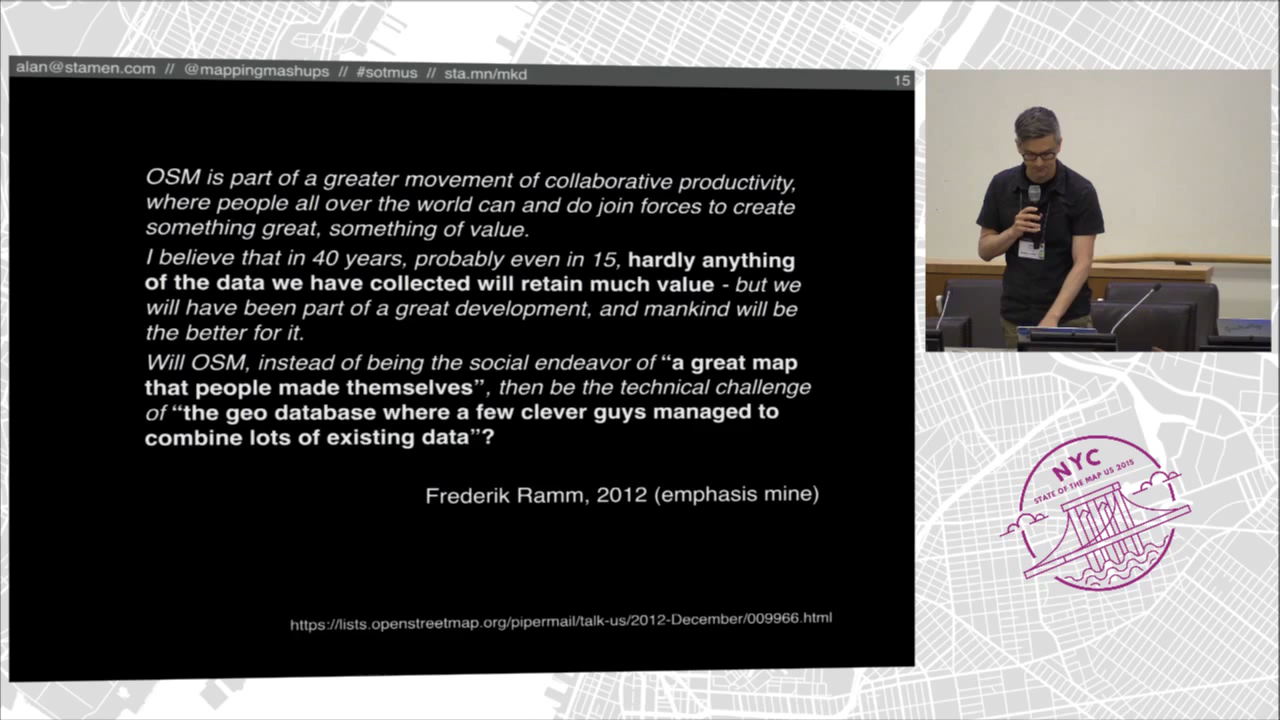 alan@stamen.com // @mappingmashups // #sotmus // sta.mn/mkd
15
OSM is part of a greater movement of collaborative productivity,
where people all over the world can and do join forces to create
something great, something of value.
I believe that in 40 years, probably even in 15, hardly anything
of the data we have collected will retain much value - but we
will have been part of a great development, and mankind will be
the better for it.
Will OSM, instead of being the social endeavor of “a great map
that people made themselves”, then be the technical challenge
of “the geo database where a few clever guys managed to
combine lots of existing data”?
Frederik Ramm, 2012 (emphasis mine)
https://lists.openstreetmap.org/pipermail/talk-us/2012-December/009966.html
NYC
STATE OF THE MAP US 2015